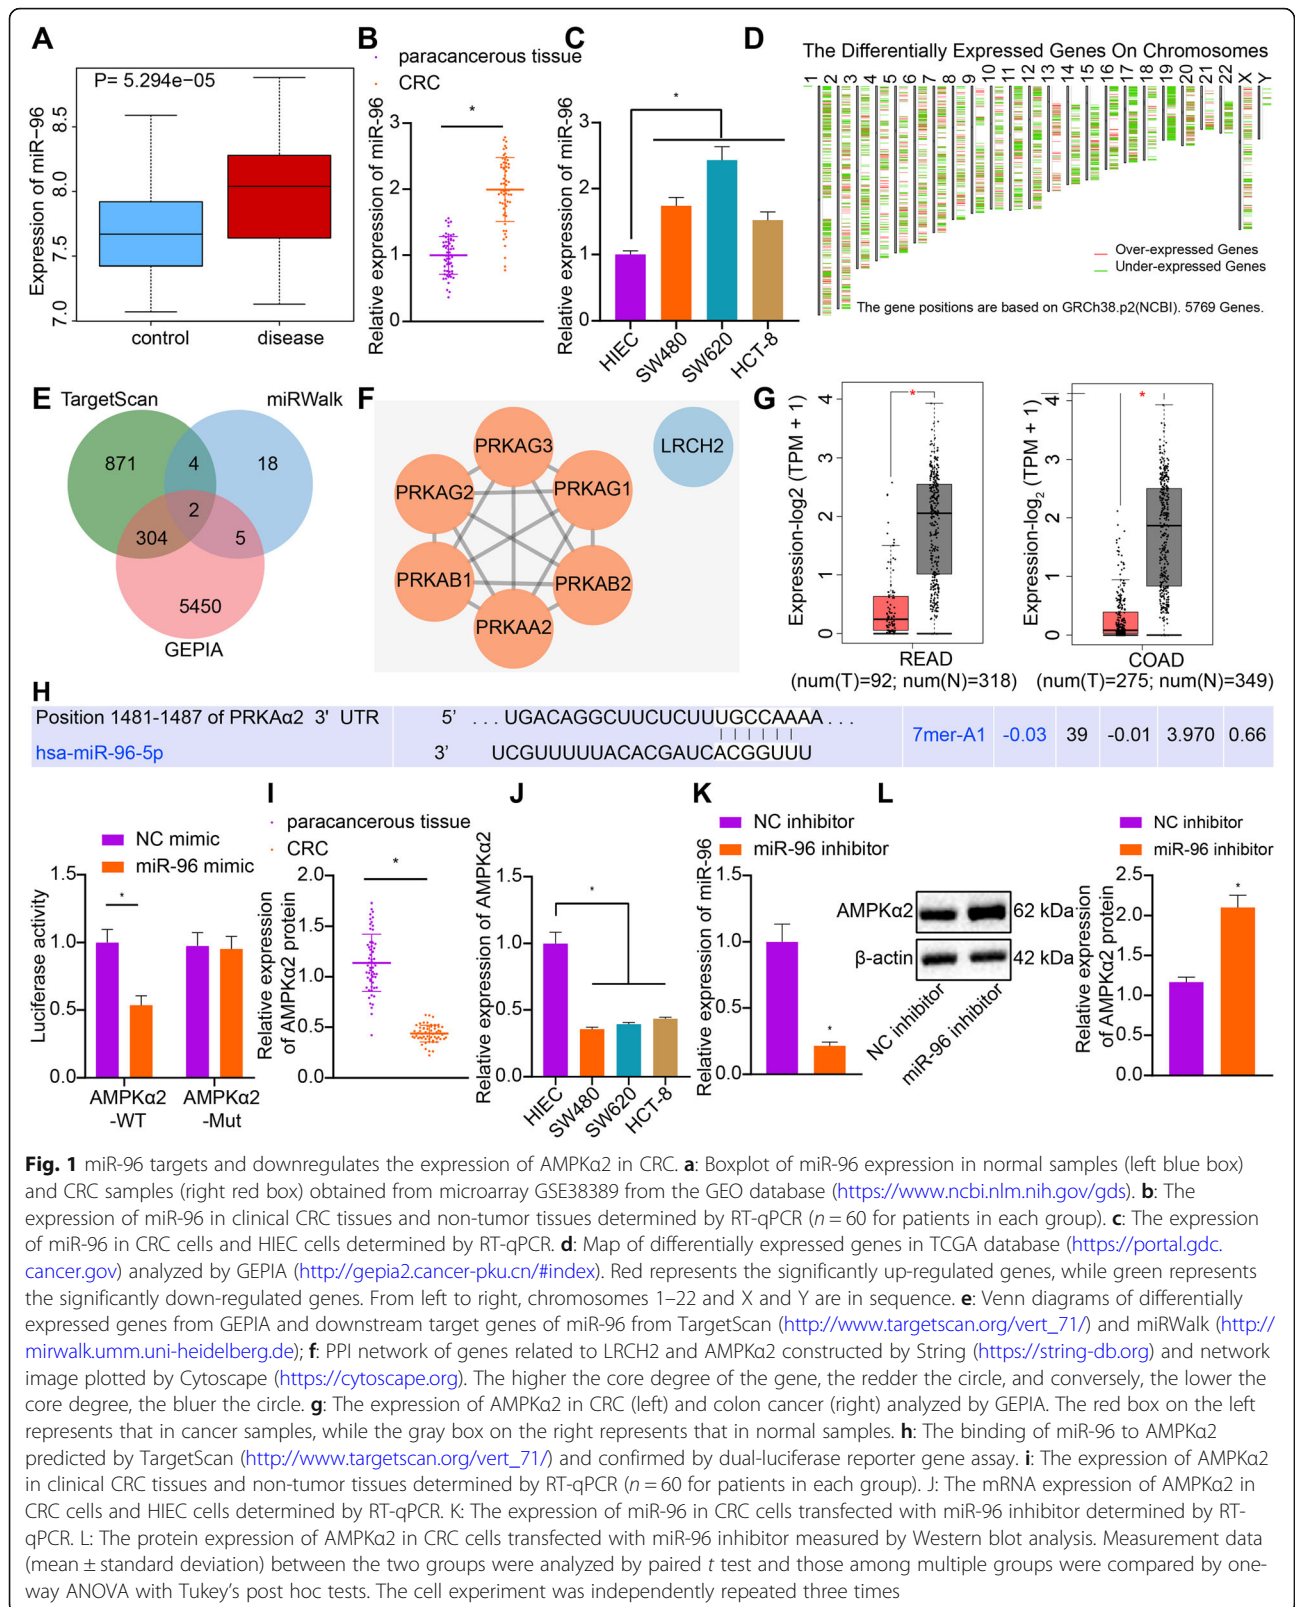 A
P= 5.294e−05
Expression of miR−96
8.5
8.0
7.5
7.0
control
disease
B
paracancerous tissue
CRC
Relative expression of miR-96
3
2
1
0
*
C
Relative expression of miR-96
3
2
1
0
*
HIEC
SW480
SW620
HCT-8
D
The Differentially Expressed Genes On Chromosomes
1 2 3 4 5 6 7 8 9 10 11 12 13 14 15 16 17 18 19 20 21 22 X Y
Over-expressed Genes
Under-expressed Genes
The gene positions are based on GRCh38.p2(NCBI). 5769 Genes.
E
TargetScan
miRWalk
871
4
18
2
304
5
5450
GEPIA
F
PRKAG3
LRCH2
PRKAG2
PRKAG1
PRKAB1
PRKAB2
PRKAA2
G
Expression-log2 (TPM + 1)
4
3
2
1
0
*
READ
(num(T)=92; num(N)=318)
Expression-log₂ (TPM + 1)
4
3
2
1
0
*
COAD
(num(T)=275; num(N)=349)
H
Position 1481-1487 of PRKAα2 3' UTR 5' ...UGACAGGCUUCUCUUUGCCAAAA...
hsa-miR-96-5p 3' UCGUUUUUACACGAUCACGGUUU
7mer-A1 -0.03 39 -0.01 3.970 0.66
NC mimic
miR-96 mimic
Luciferase activity
1.5
1.0
0.5
0.0
*
AMPKα2
-WT
AMPKα2
-Mut
I
paracancerous tissue
CRC
Relative expression
of AMPKα2 protein
2.0
1.5
1.0
0.5
0.0
*
J
Relative expression of AMPKα2
1.5
1.0
0.5
0.0
*
HIEC
SW480
SW620
HCT-8
K
NC inhibitor
miR-96 inhibitor
Relative expression of miR-96
1.5
1.0
0.5
0.0
*
L
AMPKα2
62 kDa
β-actin
42 kDa
NC inhibitor
miR-96 inhibitor
NC inhibitor
miR-96 inhibitor
Relative expression
of AMPKα2 protein
2.5
2.0
1.5
1.0
0.5
0.0
*
Fig. 1 miR-96 targets and downregulates the expression of AMPKα2 in CRC. a: Boxplot of miR-96 expression in normal samples (left blue box)
and CRC samples (right red box) obtained from microarray GSE38389 from the GEO database (https://www.ncbi.nlm.nih.gov/gds). b: The
expression of miR-96 in clinical CRC tissues and non-tumor tissues determined by RT-qPCR (n = 60 for patients in each group). c: The expression
of miR-96 in CRC cells and HIEC cells determined by RT-qPCR. d: Map of differentially expressed genes in TCGA database (https://portal.gdc.
cancer.gov) analyzed by GEPIA (http://gepia2.cancer-pku.cn/#index). Red represents the significantly up-regulated genes, while green represents
the significantly down-regulated genes. From left to right, chromosomes 1–22 and X and Y are in sequence. e: Venn diagrams of differentially
expressed genes from GEPIA and downstream target genes of miR-96 from TargetScan (http://www.targetscan.org/vert_71/) and miRWalk (http://
mirwalk.umm.uni-heidelberg.de); f: PPI network of genes related to LRCH2 and AMPKα2 constructed by String (https://string-db.org) and network
image plotted by Cytoscape (https://cytoscape.org). The higher the core degree of the gene, the redder the circle, and conversely, the lower the
core degree, the bluer the circle. g: The expression of AMPKα2 in CRC (left) and colon cancer (right) analyzed by GEPIA. The red box on the left
represents that in cancer samples, while the gray box on the right represents that in normal samples. h: The binding of miR-96 to AMPKα2
predicted by TargetScan (http://www.targetscan.org/vert_71/) and confirmed by dual-luciferase reporter gene assay. i: The expression of AMPKα2
in clinical CRC tissues and non-tumor tissues determined by RT-qPCR (n = 60 for patients in each group). J: The mRNA expression of AMPKα2 in
CRC cells and HIEC cells determined by RT-qPCR. K: The expression of miR-96 in CRC cells transfected with miR-96 inhibitor determined by RT-
qPCR. L: The protein expression of AMPKα2 in CRC cells transfected with miR-96 inhibitor measured by Western blot analysis. Measurement data
(mean ± standard deviation) between the two groups were analyzed by paired t test and those among multiple groups were compared by one-
way ANOVA with Tukey's post hoc tests. The cell experiment was independently repeated three times